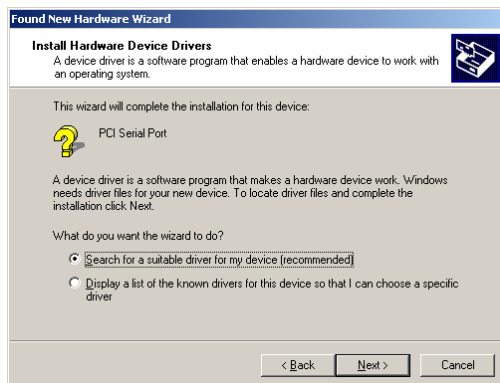 Found New Hardware Wizard
Install Hardware Device Drivers
A device driver is a software program that enables a hardware device to work with
an operating system.
This wizard will complete the installation for this device:
PCI Serial Port
A device driver is a software program that makes a hardware device work. Windows
needs driver files for your new device. To locate driver files and complete the
installation click Next.
What do you want the wizard to do?
Search for a suitable driver for my device (recommended)
Display a list of the known drivers for this device so that I can choose a specific
driver
< Back Next > Cancel